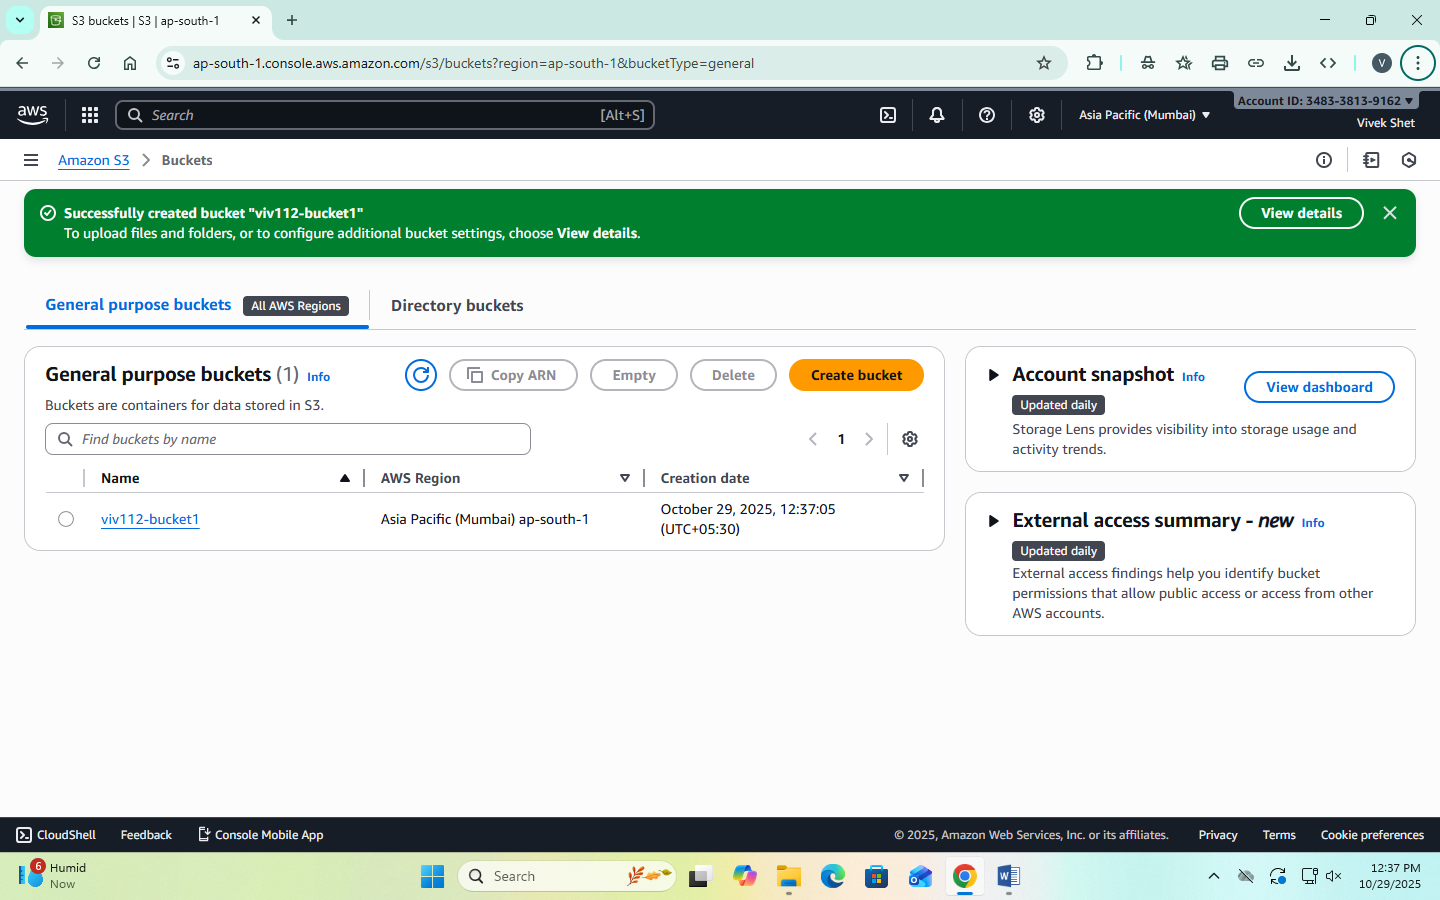 S3 buckets | S3 | ap-south-1
ap-south-1.console.aws.amazon.com/s3/buckets?region=ap-south-1&bucketType=general
V
aws
Search [Alt+S]
Asia Pacific (Mumbai)
Account ID: 3483-3813-9162
Vivek Shet
Amazon S3 > Buckets
Successfully created bucket "viv112-bucket1"
To upload files and folders, or to configure additional bucket settings, choose View details.
View details
General purpose buckets All AWS Regions
Directory buckets
General purpose buckets (1) Info
Copy ARN
Empty
Delete
Create bucket
Buckets are containers for data stored in S3.
Find buckets by name
1
Name AWS Region Creation date
viv112-bucket1 Asia Pacific (Mumbai) ap-south-1 October 29, 2025, 12:37:05
(UTC+05:30)
Account snapshot Info
View dashboard
Updated daily
Storage Lens provides visibility into storage usage and
activity trends.
External access summary - new Info
Updated daily
External access findings help you identify bucket
permissions that allow public access or access from other
AWS accounts.
CloudShell Feedback Console Mobile App
© 2025, Amazon Web Services, Inc. or its affiliates. Privacy Terms Cookie preferences
6
Humid
Now
Search
12:37 PM
10/29/2025